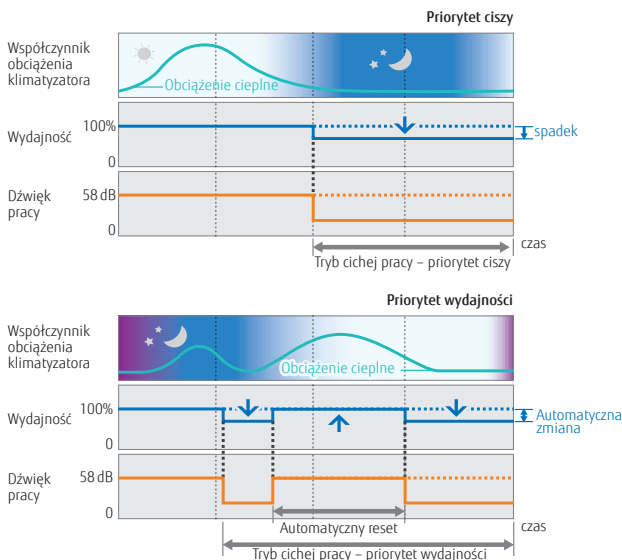 Priorytet ciszy
Współczynnik
obciążenia
klimatyzatora
Obciążenie cieplne
Wydajność
100%
0
spadek
Dźwięk
pracy
58 dB
0
czas
Tryb cichej pracy – priorytet ciszy
Priorytet wydajności
Współczynnik
obciążenia
klimatyzatora
Obciążenie cieplne
Wydajność
100%
0
Automatyczna
zmiana
Dźwięk
pracy
58 dB
0
Automatyczny reset
czas
Tryb cichej pracy – priorytet wydajności